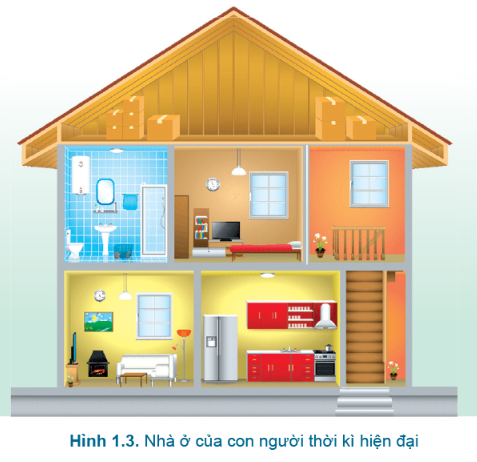 Hình 1.3. Nhà ở của con người thời kì hiện đại